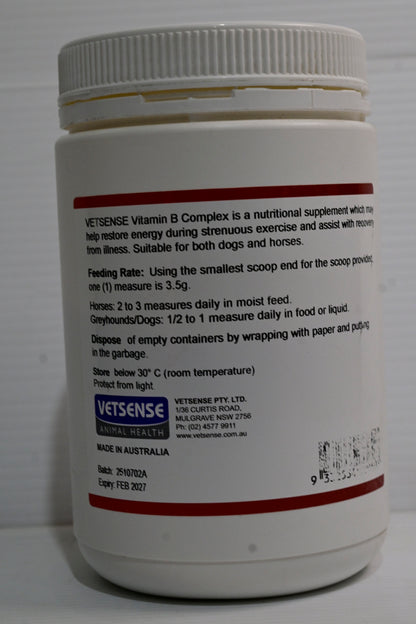 VETSENSE Vitamin B Complex is a nutritional supplement which may
help restore energy during strenuous exercise and assist with recovery
from illness. Suitable for both dogs and horses.
Feeding Rate: Using the smallest scoop end for the scoop provided,
one (1) measure is 3.5g.
Horses: 2 to 3 measures daily in moist feed.
Greyhounds/Dogs: 1/2 to 1 measure daily in food or liquid.
Dispose of empty containers by wrapping with paper and putting
in the garbage.
Store below 30° C (room temperature)
Protect from light.
VETSENSE
ANIMAL HEALTH
VETSENSE PTY. LTD.
1/36 CURTIS ROAD,
MULGRAVE NSW 2756
Ph: (02) 4577 9911
www.vetsense.com.au
MADE IN AUSTRALIA
Batch: 2510702A
Expiry: FEB 2027